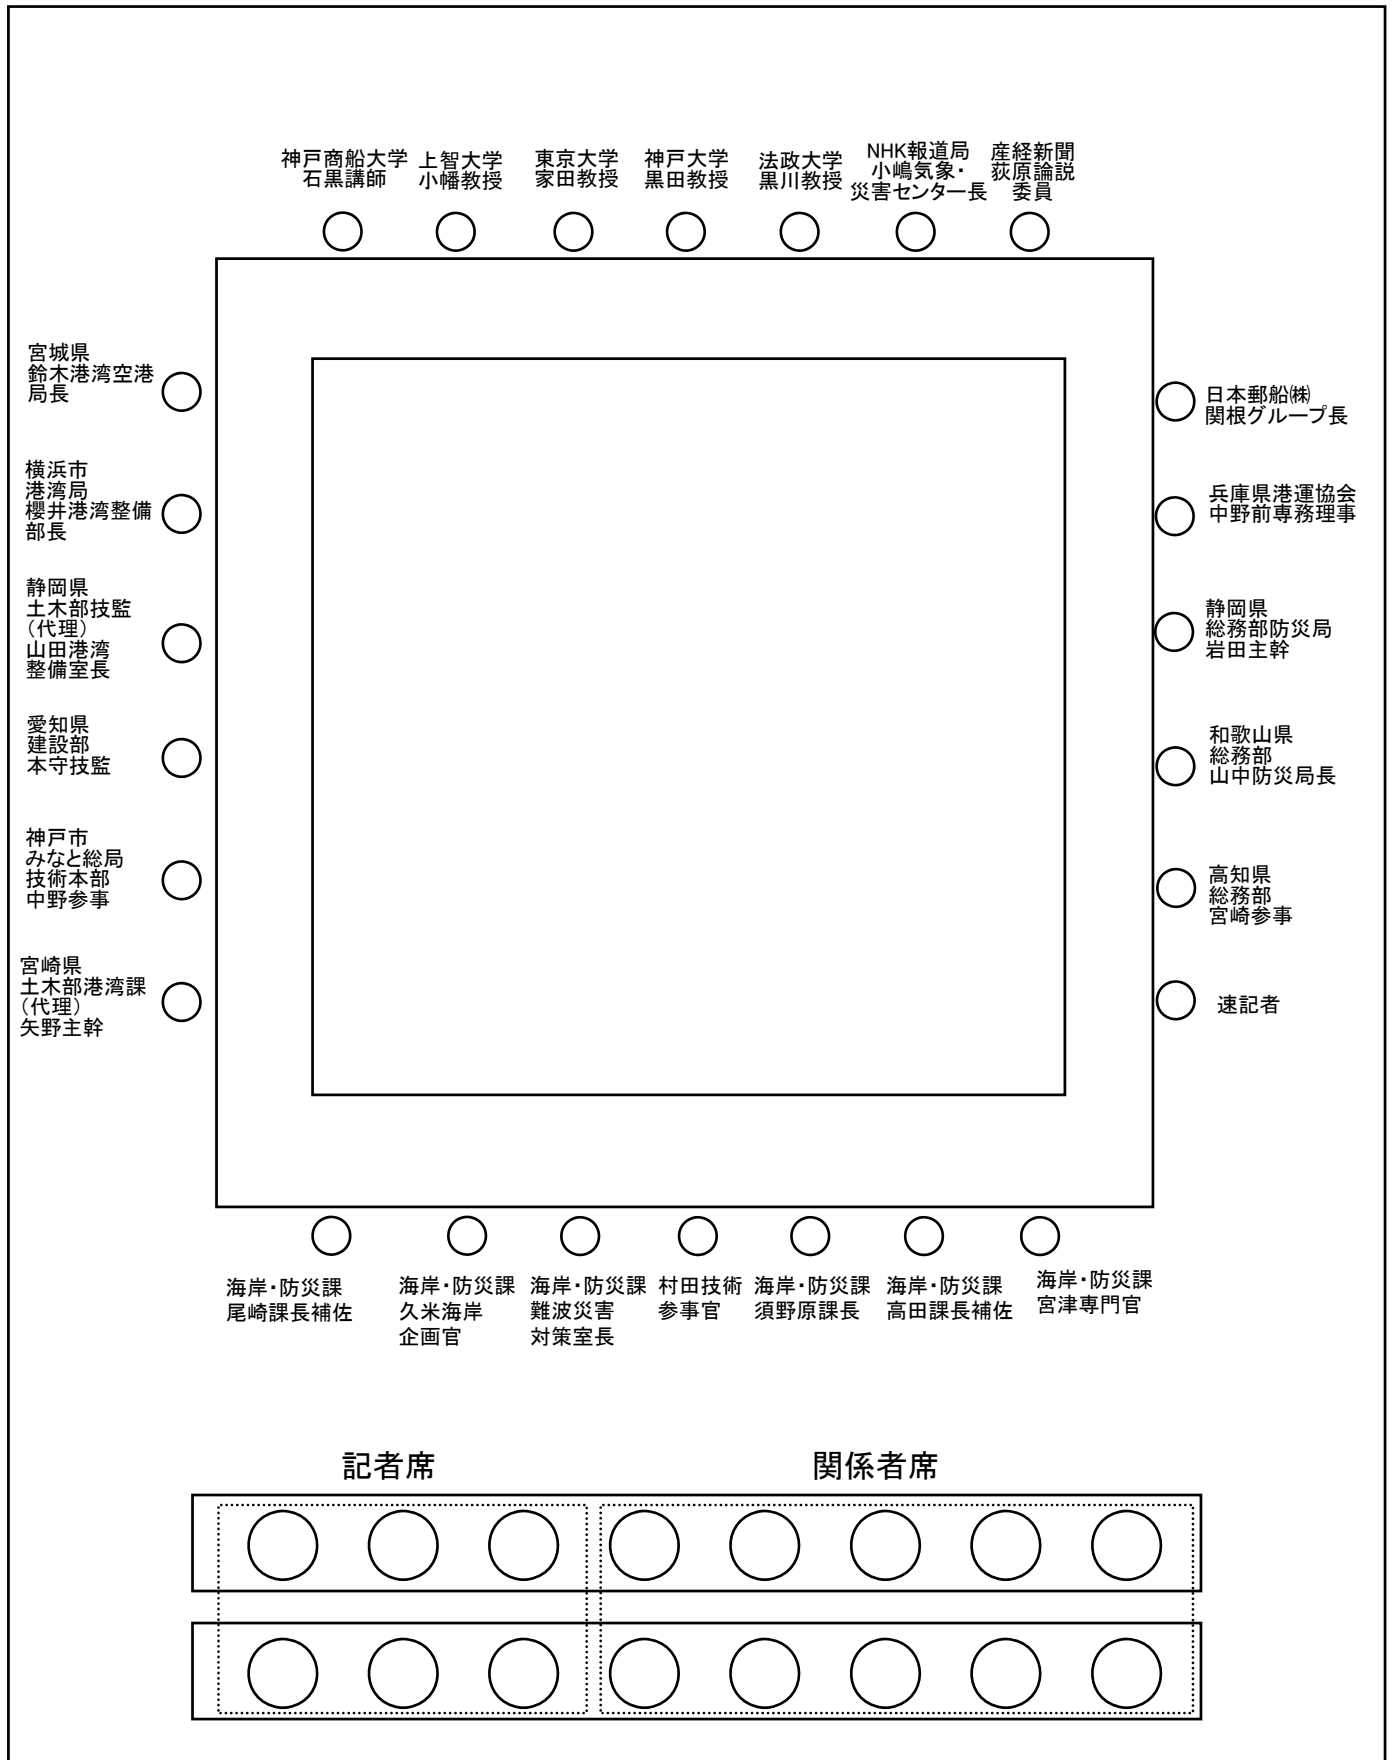 神戸商船大学
石黒講師
上智大学
小幡教授
東京大学
家田教授
神戸大学
黒田教授
法政大学
黒川教授
NHK報道局
小嶋気象・
災害センター長
産経新聞
荻原論説
委員
宮城県
鈴木港湾空港
局長
横浜市
港湾局
櫻井港湾整備
部長
静岡県
土木部技監
（代理）
山田港湾
整備室長
愛知県
建設部
本守技監
神戸市
みなと総局
技術本部
中野参事
宮崎県
土木部港湾課
（代理）
矢野主幹
日本郵船㈱
関根グループ長
兵庫県港運協会
中野前専務理事
静岡県
総務部防災局
岩田主幹
和歌山県
総務部
山中防災局長
高知県
総務部
宮崎参事
速記者
海岸・防災課
尾崎課長補佐
海岸・防災課
久米海岸
企画官
海岸・防災課
難波災害
対策室長
村田技術
参事官
海岸・防災課
須野原課長
海岸・防災課
高田課長補佐
海岸・防災課
宮津専門官
記者席
関係者席